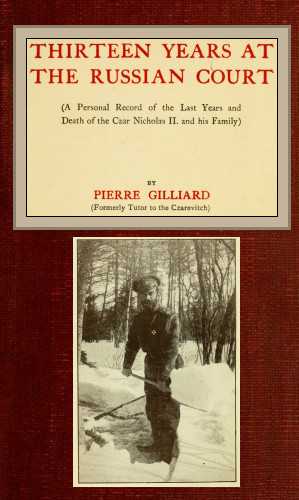 THIRTEEN YEARS AT
THE RUSSIAN COURT
(A Personal Record of the Last Years and
Death of the Czar Nicholas II. and his Family)
BY
PIERRE GILLIARD
(Formerly Tutor to the Czarevitch)